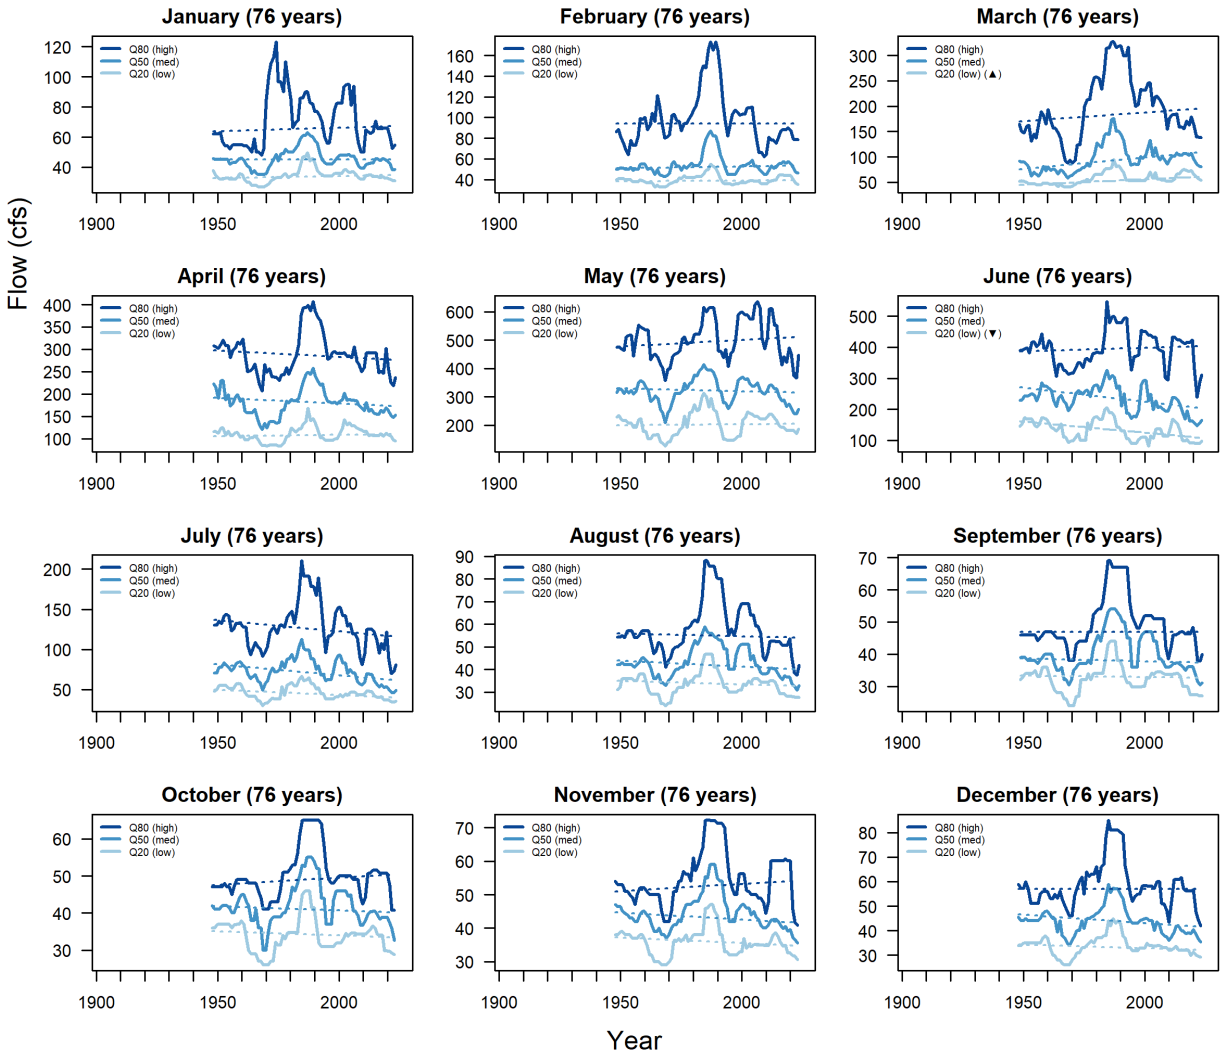 January (76 years)
Q80 (high)
Q50 (med)
Q20 (low)
120
100
80
60
40
1900
1950
2000
February (76 years)
Q80 (high)
Q50 (med)
Q20 (low)
160
140
120
100
80
60
40
1900
1950
2000
March (76 years)
Q80 (high)
Q50 (med)
Q20 (low) (▲)
300
200
150
100
50
1900
1950
2000
Flow (cfs)
April (76 years)
Q80 (high)
Q50 (med)
Q20 (low)
400
350
300
250
200
150
100
1900
1950
2000
May (76 years)
Q80 (high)
Q50 (med)
Q20 (low)
600
500
400
300
200
1900
1950
2000
June (76 years)
Q80 (high)
Q50 (med)
Q20 (low) (▼)
500
400
300
200
100
1900
1950
2000
July (76 years)
Q80 (high)
Q50 (med)
Q20 (low)
200
150
100
50
1900
1950
2000
August (76 years)
Q80 (high)
Q50 (med)
Q20 (low)
90
80
70
60
50
40
30
1900
1950
2000
September (76 years)
Q80 (high)
Q50 (med)
Q20 (low)
70
60
50
40
30
1900
1950
2000
October (76 years)
Q80 (high)
Q50 (med)
Q20 (low)
60
50
40
30
1900
1950
2000
November (76 years)
Q80 (high)
Q50 (med)
Q20 (low)
70
60
50
40
30
1900
1950
2000
December (76 years)
Q80 (high)
Q50 (med)
Q20 (low)
80
70
60
50
40
30
1900
1950
2000
Year